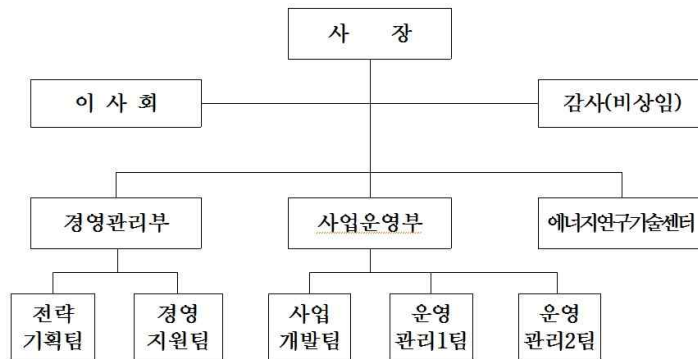 사 장
이 사 회
감사(비상임)
경영관리부
사업운영부
에너지연구기술센터
전략
기획팀
경영
지원팀
사업
개발팀
운영
관리1팀
운영
관리2팀